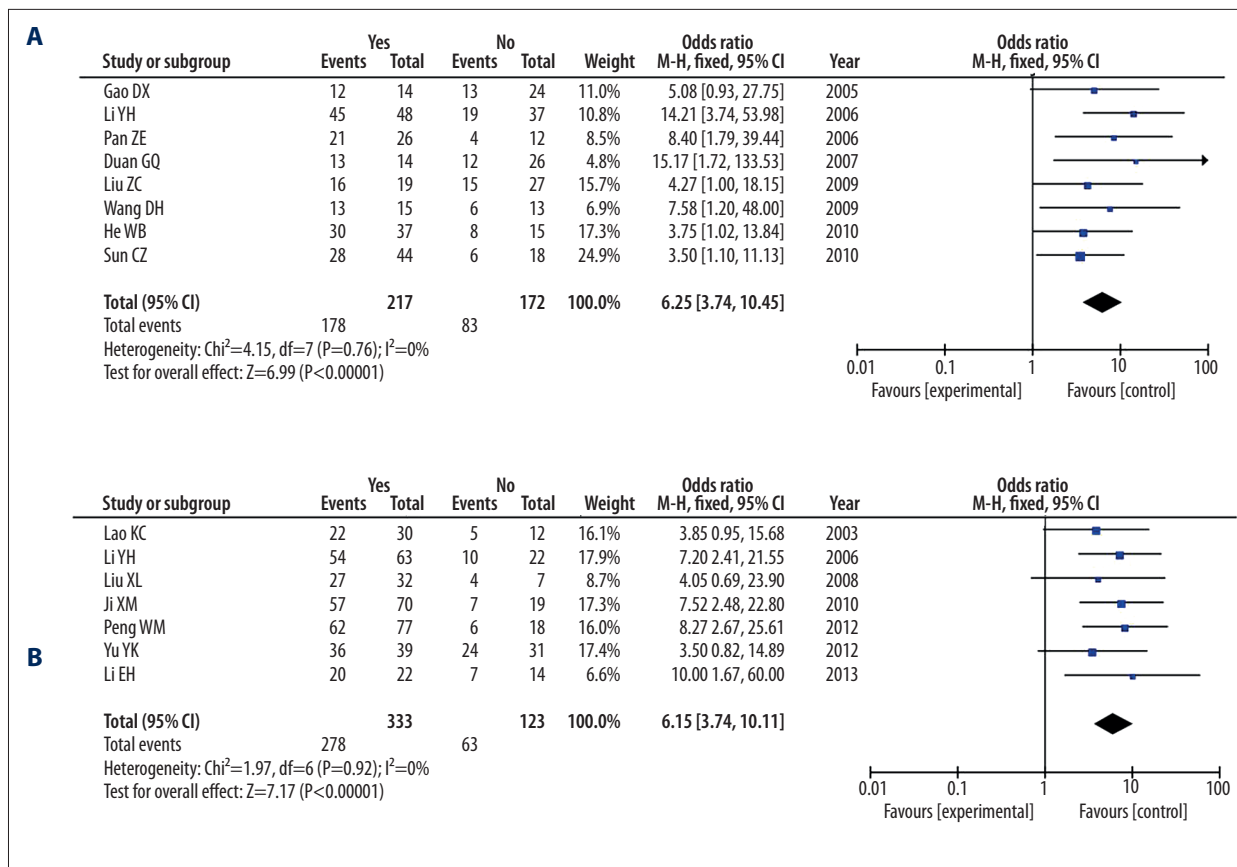 A
Yes No Odds ratio Odds ratio
Study or subgroup Events Total Events Total Weight M-H, fixed, 95% CI Year M-H, fixed, 95% CI
Gao DX 12 14 13 24 11.0% 5.08 [0.93, 27.75] 2005
Li YH 45 48 19 37 10.8% 14.21 [3.74, 53.98] 2006
Pan ZE 21 26 4 12 8.5% 8.40 [1.79, 39.44] 2006
Duan GQ 13 14 12 26 4.8% 15.17 [1.72, 133.53] 2007
Liu ZC 16 19 15 27 15.7% 4.27 [1.00, 18.15] 2009
Wang DH 13 15 6 13 6.9% 7.58 [1.20, 48.00] 2009
He WB 30 37 8 15 17.3% 3.75 [1.02, 13.84] 2010
Sun CZ 28 44 6 18 24.9% 3.50 [1.10, 11.13] 2010
Total (95% CI) 217 172 100.0% 6.25 [3.74, 10.45]
Total events 178 83
Heterogeneity: Chi²=4.15, df=7 (P=0.76); I²=0%
Test for overall effect: Z=6.99 (P<0.00001)
0.01 0.1 1 10 100
Favours [experimental] Favours [control]
Yes No Odds ratio Odds ratio
Study or subgroup Events Total Events Total Weight M-H, fixed, 95% CI Year M-H, fixed, 95% CI
Lao KC 22 30 5 12 16.1% 3.85 0.95, 15.68 2003
Li YH 54 63 10 22 17.9% 7.20 2.41, 21.55 2006
Liu XL 27 32 4 7 8.7% 4.05 0.69, 23.90 2008
Ji XM 57 70 7 19 17.3% 7.52 2.48, 22.80 2010
Peng WM 62 77 6 18 16.0% 8.27 2.67, 25.61 2012
Yu YK 36 39 24 31 17.4% 3.50 0.82, 14.89 2012
B
Li EH 20 22 7 14 6.6% 10.00 1.67, 60.00 2013
Total (95% CI) 333 123 100.0% 6.15 [3.74, 10.11]
Total events 278 63
Heterogeneity: Chi²=1.97, df=6 (P=0.92); I²=0%
Test for overall effect: Z=7.17 (P<0.00001)
0.01 0.1 1 10 100
Favours [experimental] Favours [control]